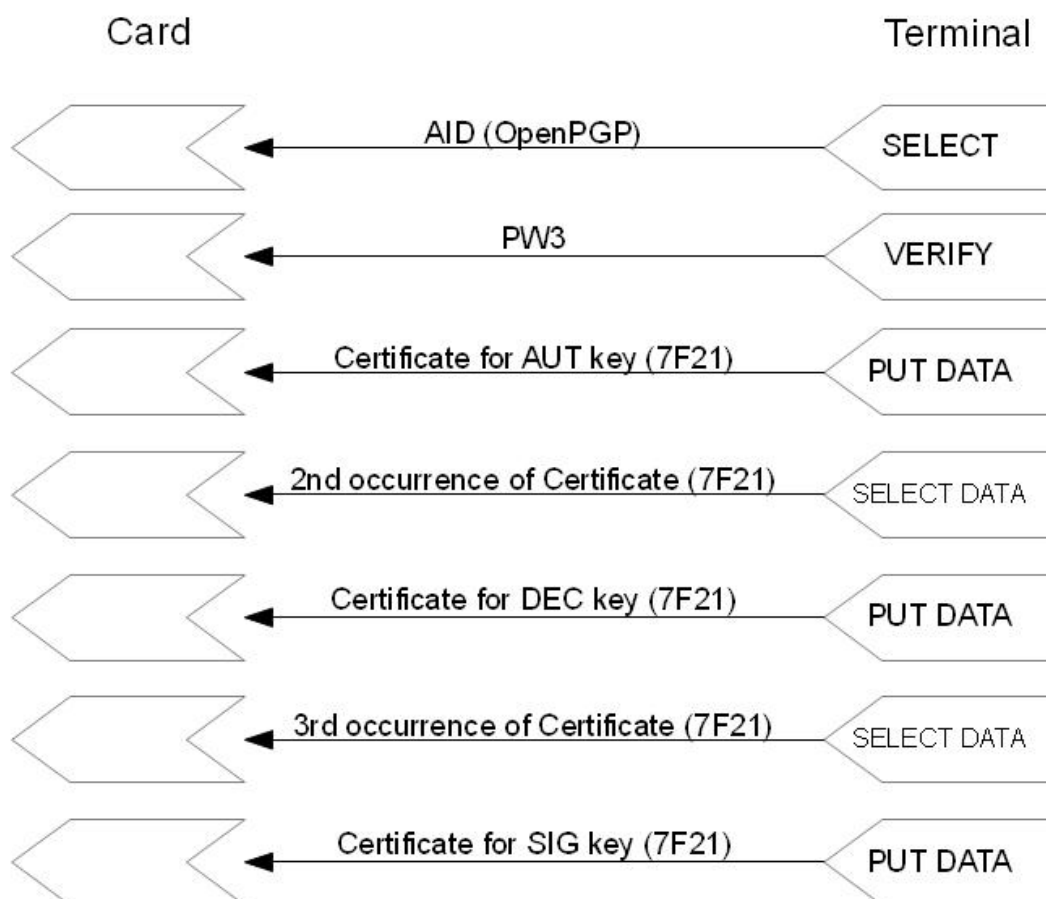 Card
Terminal
AID (OpenPGP)
SELECT
PW3
VERIFY
Certificate for AUT key (7F21)
PUT DATA
2nd occurrence of Certificate (7F21)
SELECT DATA
Certificate for DEC key (7F21)
PUT DATA
3rd occurrence of Certificate (7F21)
SELECT DATA
Certificate for SIG key (7F21)
PUT DATA